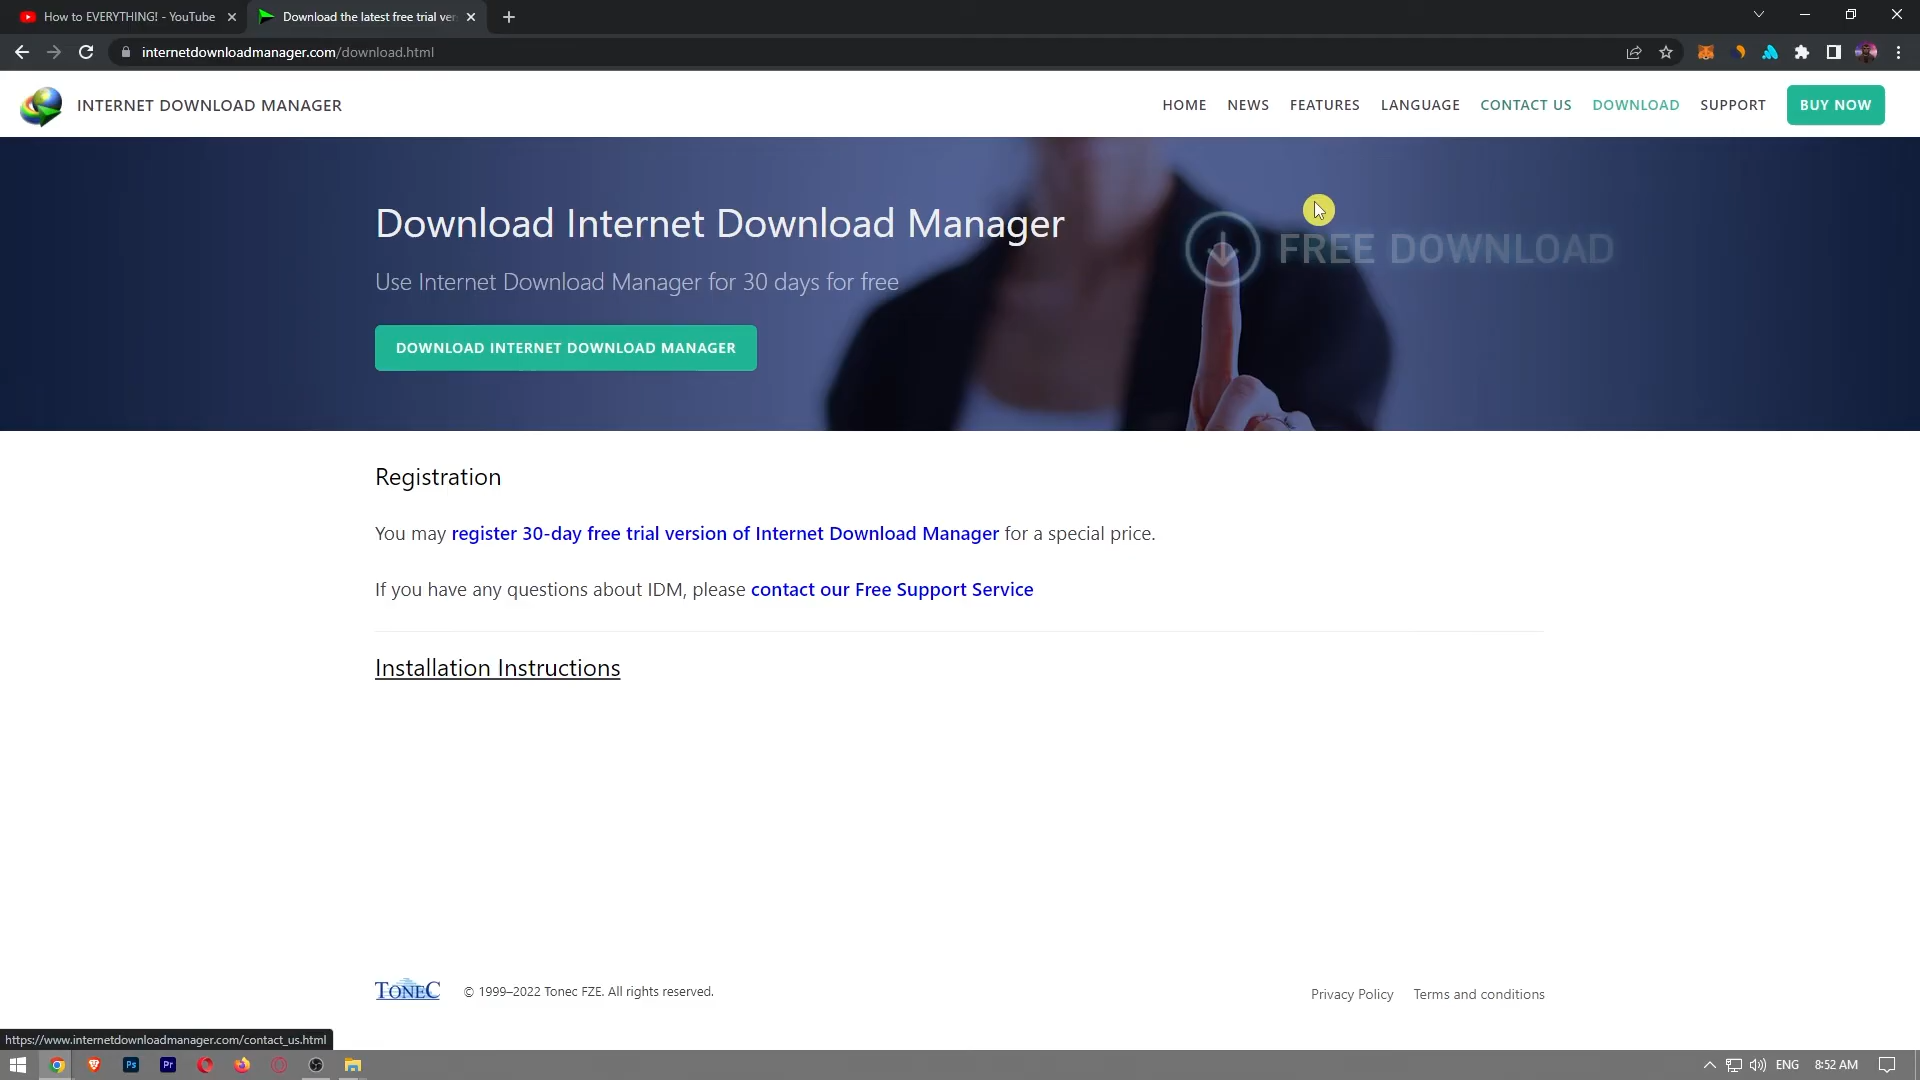 How to EVERYTHING! - YouTube
Download the latest free trial ver
internetdownloadmanager.com/download.html
INTERNET DOWNLOAD MANAGER
HOME NEWS FEATURES LANGUAGE CONTACT US DOWNLOAD SUPPORT BUY NOW
Download Internet Download Manager
FREE DOWNLOAD
Use Internet Download Manager for 30 days for free
DOWNLOAD INTERNET DOWNLOAD MANAGER
Registration
You may register 30-day free trial version of Internet Download Manager for a special price.
If you have any questions about IDM, please contact our Free Support Service
Installation Instructions
TONEC © 1999–2022 Tonec FZE. All rights reserved.
Privacy Policy Terms and conditions
https://www.internetdownloadmanager.com/contact_us.html
Ps Pr
ENG 8:52 AM